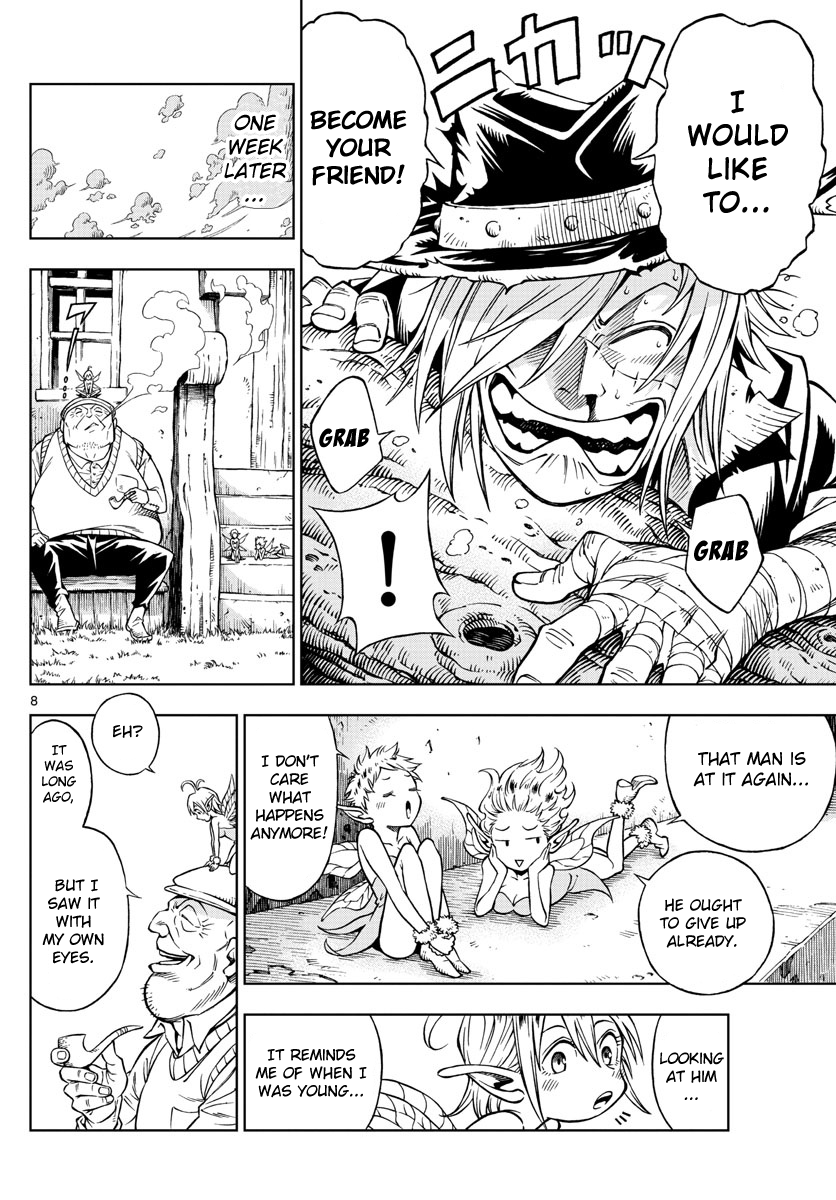 ニカッ
I
WOULD
LIKE
TO...
BECOME
YOUR
FRIEND!
GRAB
GRAB
!
ONE
WEEK
LATER
...
8
THAT MAN IS
AT IT AGAIN...
HE OUGHT
TO GIVE UP
ALREADY.
I DON'T
CARE
WHAT
HAPPENS
ANYMORE!
LOOKING
AT HIM
...
IT REMINDS
ME OF WHEN I
WAS YOUNG...
EH?
IT
WAS
LONG
AGO,
BUT I
SAW IT
WITH
MY OWN
EYES.